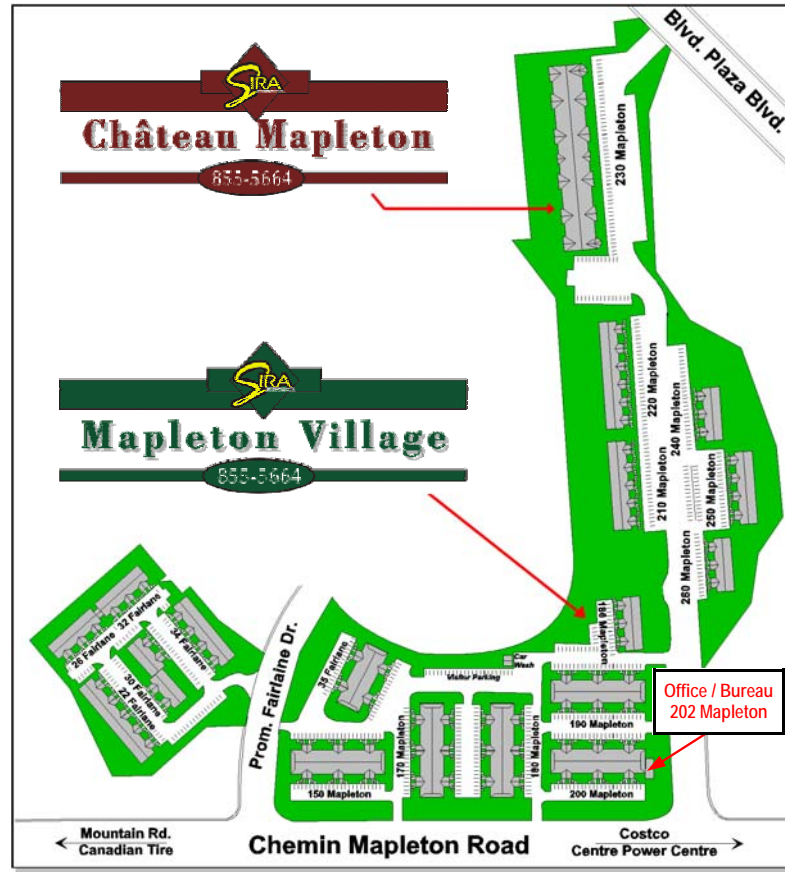 Blvd. Plaza Blvd.
SIRA
Château Mapleton
855-5664
230 Mapleton
SIRA
Mapleton Village
855-5664
220 Mapleton
240 Mapleton
210 Mapleton
250 Mapleton
260 Mapleton
186 Mapleton
32 Fairlane
34 Fairlane
26 Fairlane
30 Fairlane
22 Fairlane
Prom. Fairlaine Dr.
35 Fairlane
Car
Wash
Visitor Parking
Office / Bureau
202 Mapleton
190 Mapleton
170 Mapleton
180 Mapleton
150 Mapleton
200 Mapleton
Mountain Rd.
Canadian Tire
Chemin Mapleton Road
Costco
Centre Power Centre